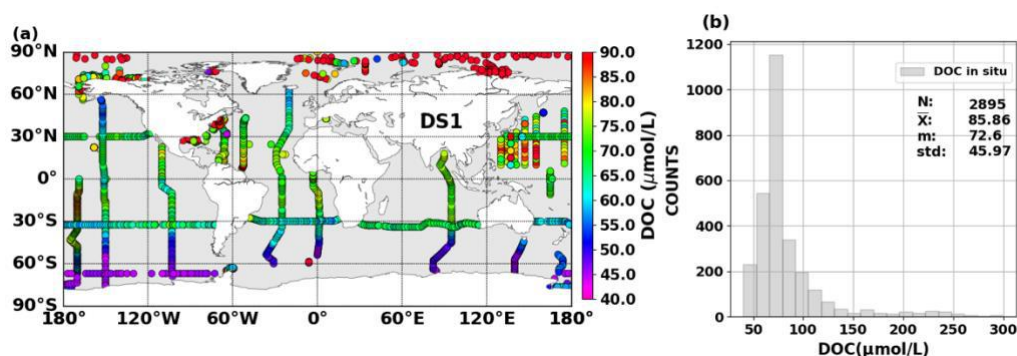 (a)
90°N
60°N
30°N
0°
30°S
60°S
90°S
180°
120°W
60°W
0°
60°E
120°E
180°
DS1
90.0
85.0
80.0
75.0
70.0
65.0
60.0
55.0
50.0
45.0
40.0
DOC (μmol/L)
(b)
1200
1000
800
600
400
200
0
COUNTS
DOC in situ
N: 2895
X̅: 85.86
m: 72.6
std: 45.97
50
100
150
200
250
300
DOC(μmol/L)